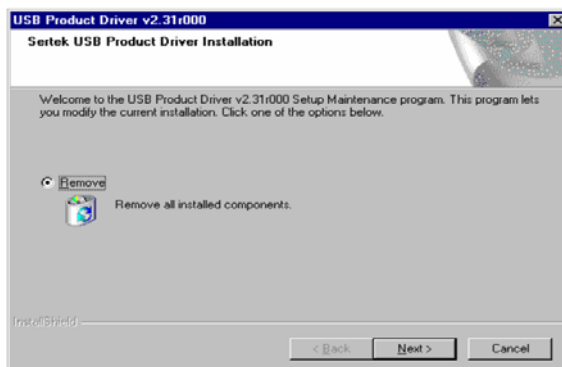 USB Product Driver v2.31r000
Sertek USB Product Driver Installation
Welcome to the USB Product Driver v2.31r000 Setup Maintenance program. This program lets
you modify the current installation. Click one of the options below.
Remove
Remove all installed components.
InstallShield
< Back
Next >
Cancel